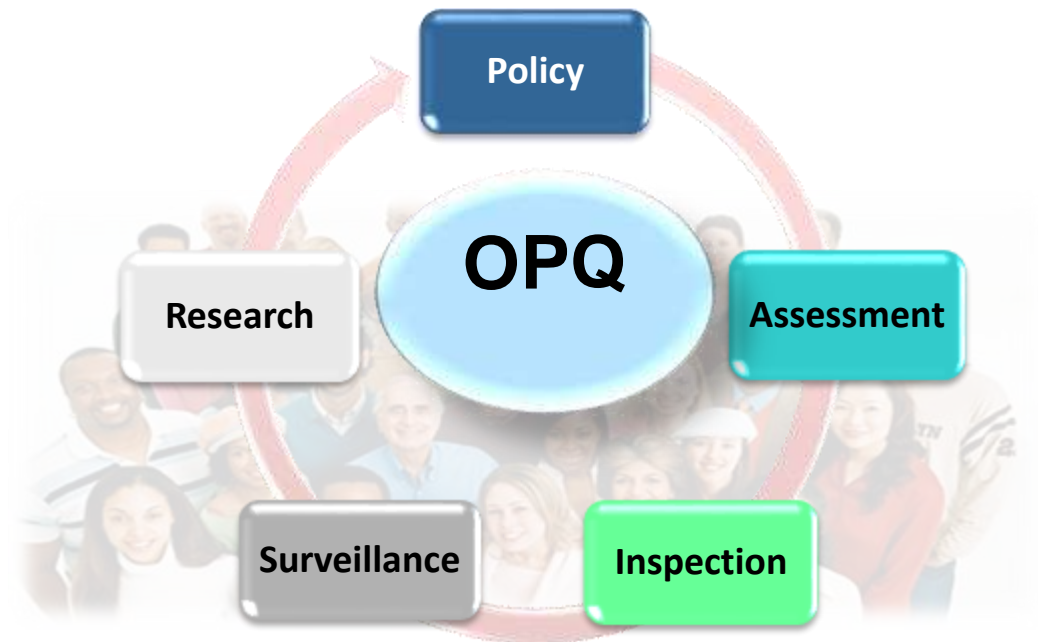 Policy
OPQ
Research
Assessment
Surveillance
Inspection